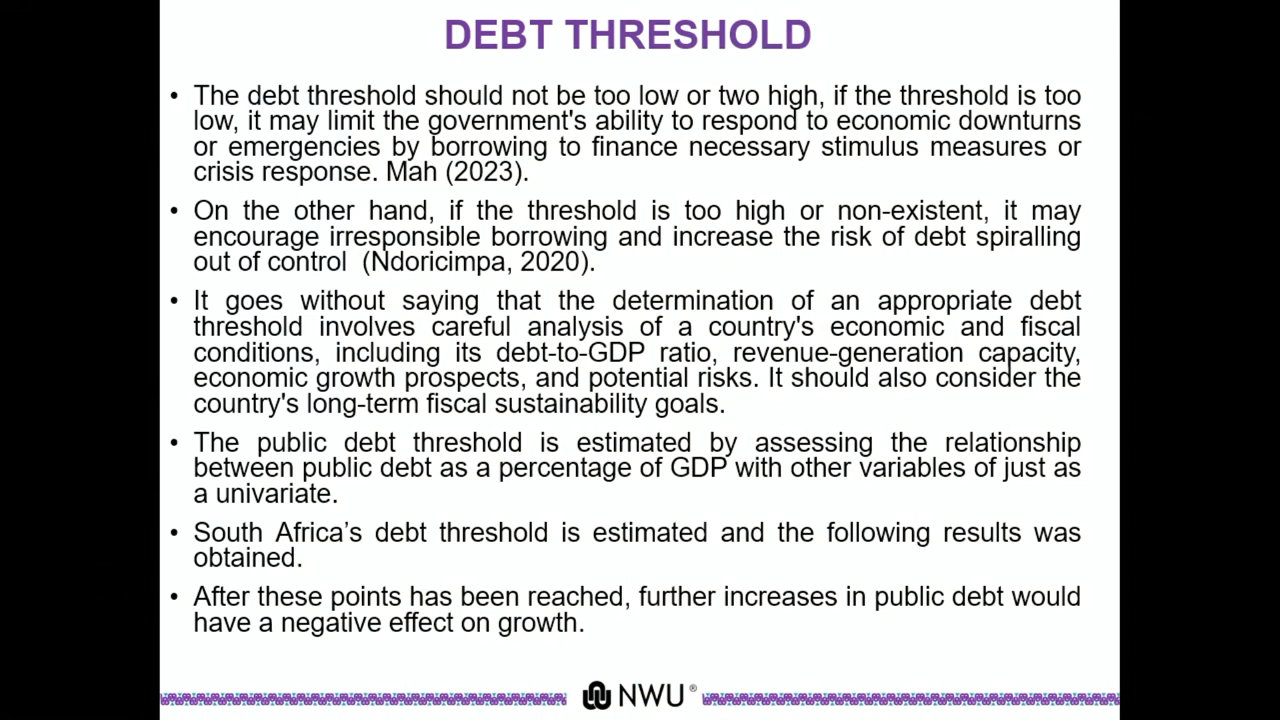 DEBT THRESHOLD
• The debt threshold should not be too low or two high, if the threshold is too
low, it may limit the government's ability to respond to economic downturns
or emergencies by borrowing to finance necessary stimulus measures or
crisis response. Mah (2023).
• On the other hand, if the threshold is too high or non-existent, it may
encourage irresponsible borrowing and increase the risk of debt spiralling
out of control (Ndoricimpa, 2020).
• It goes without saying that the determination of an appropriate debt
threshold involves careful analysis of a country's economic and fiscal
conditions, including its debt-to-GDP ratio, revenue-generation capacity,
economic growth prospects, and potential risks. It should also consider the
country's long-term fiscal sustainability goals.
• The public debt threshold is estimated by assessing the relationship
between public debt as a percentage of GDP with other variables of just as
a univariate.
• South Africa’s debt threshold is estimated and the following results was
obtained.
• After these points has been reached, further increases in public debt would
have a negative effect on growth.
NWU®